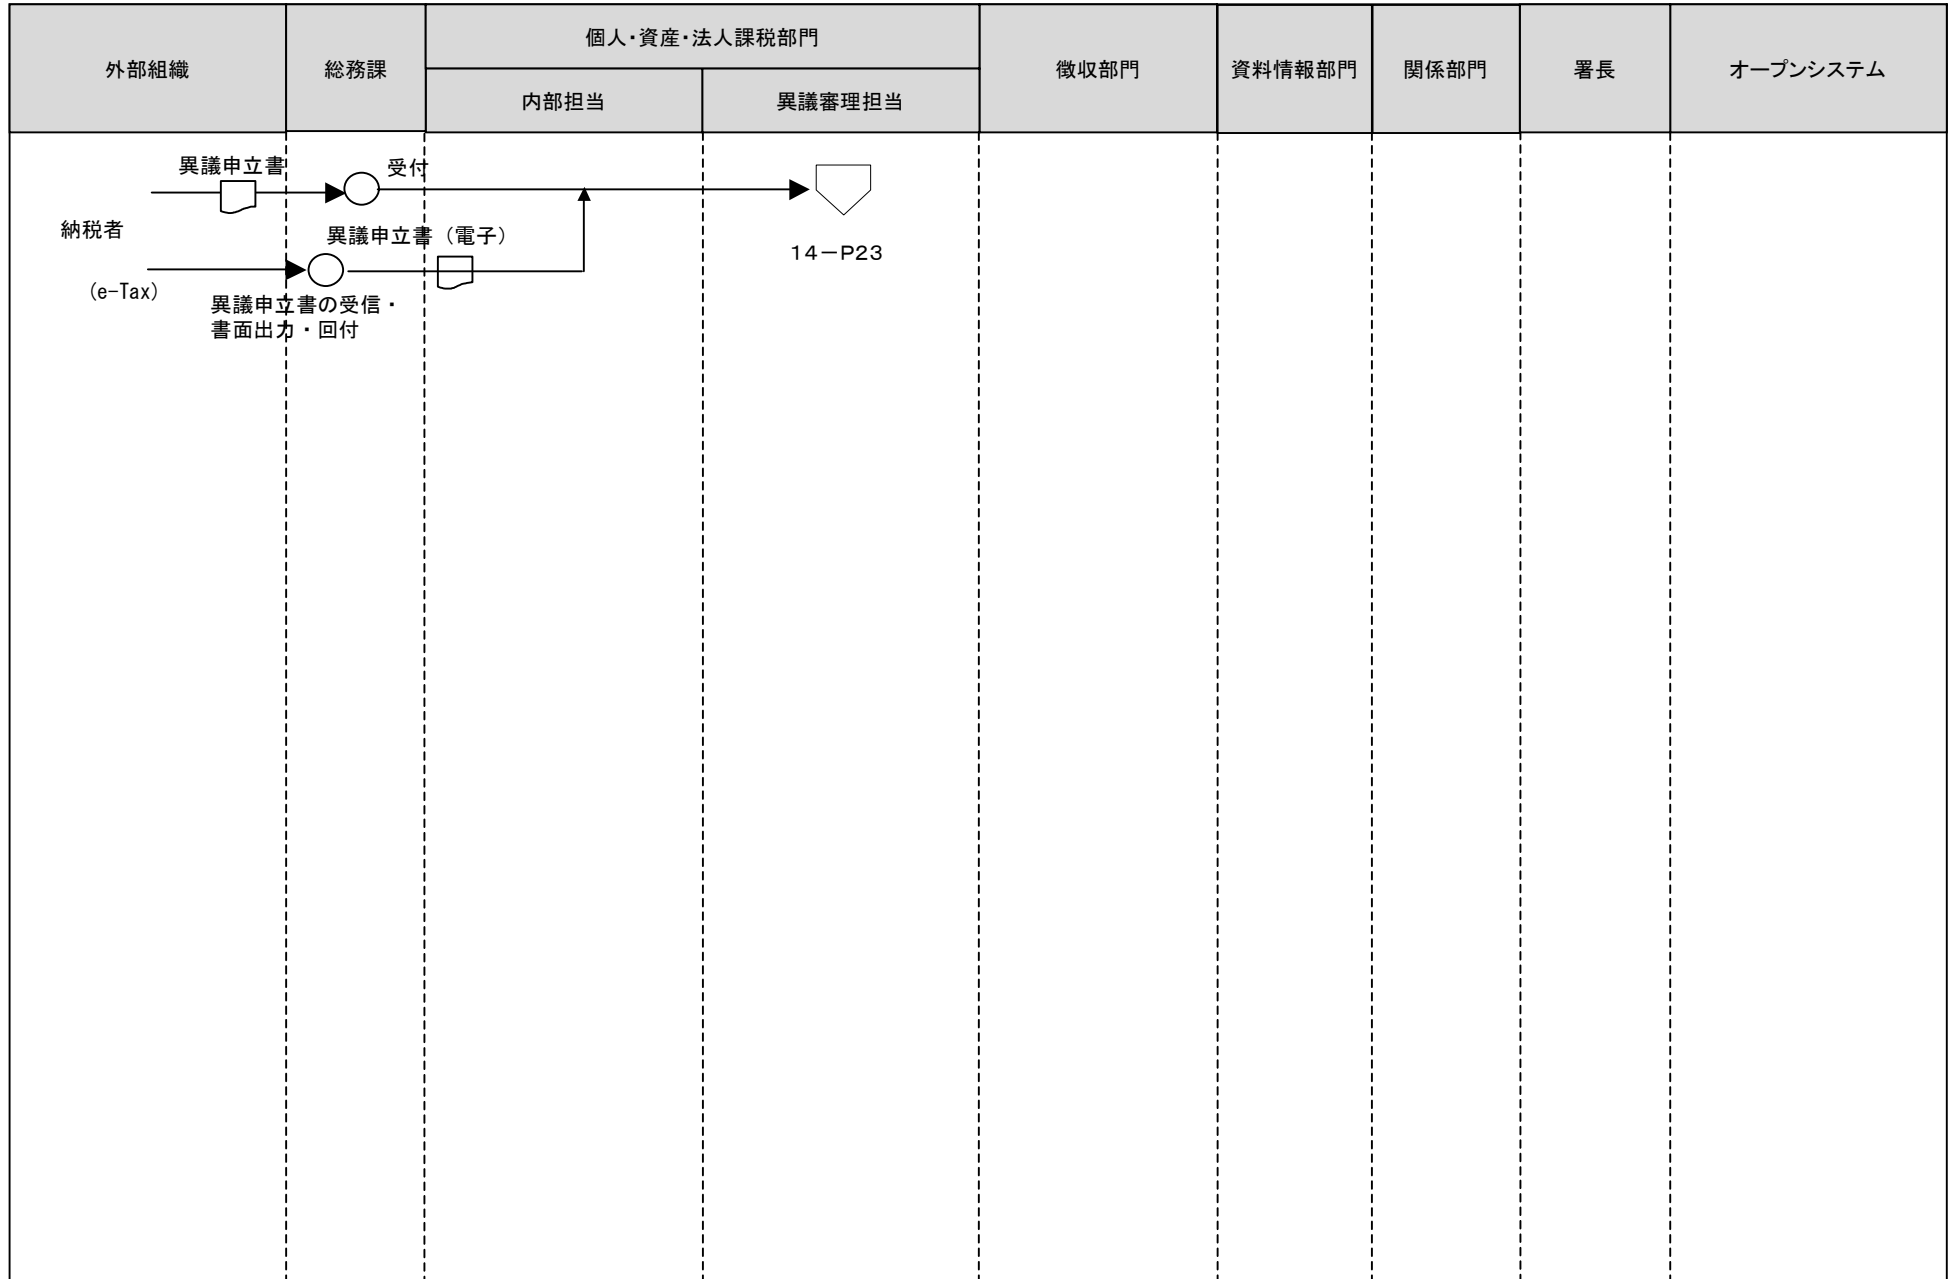 外部組織
総務課
個人・資産・法人課税部門
内部担当
異議審理担当
徴収部門
資料情報部門
関係部門
署長
オープンシステム
異議申立書
受付
納税者
異議申立書（電子）
14－P23
（e-Tax）
異議申立書の受信・
書面出力・回付